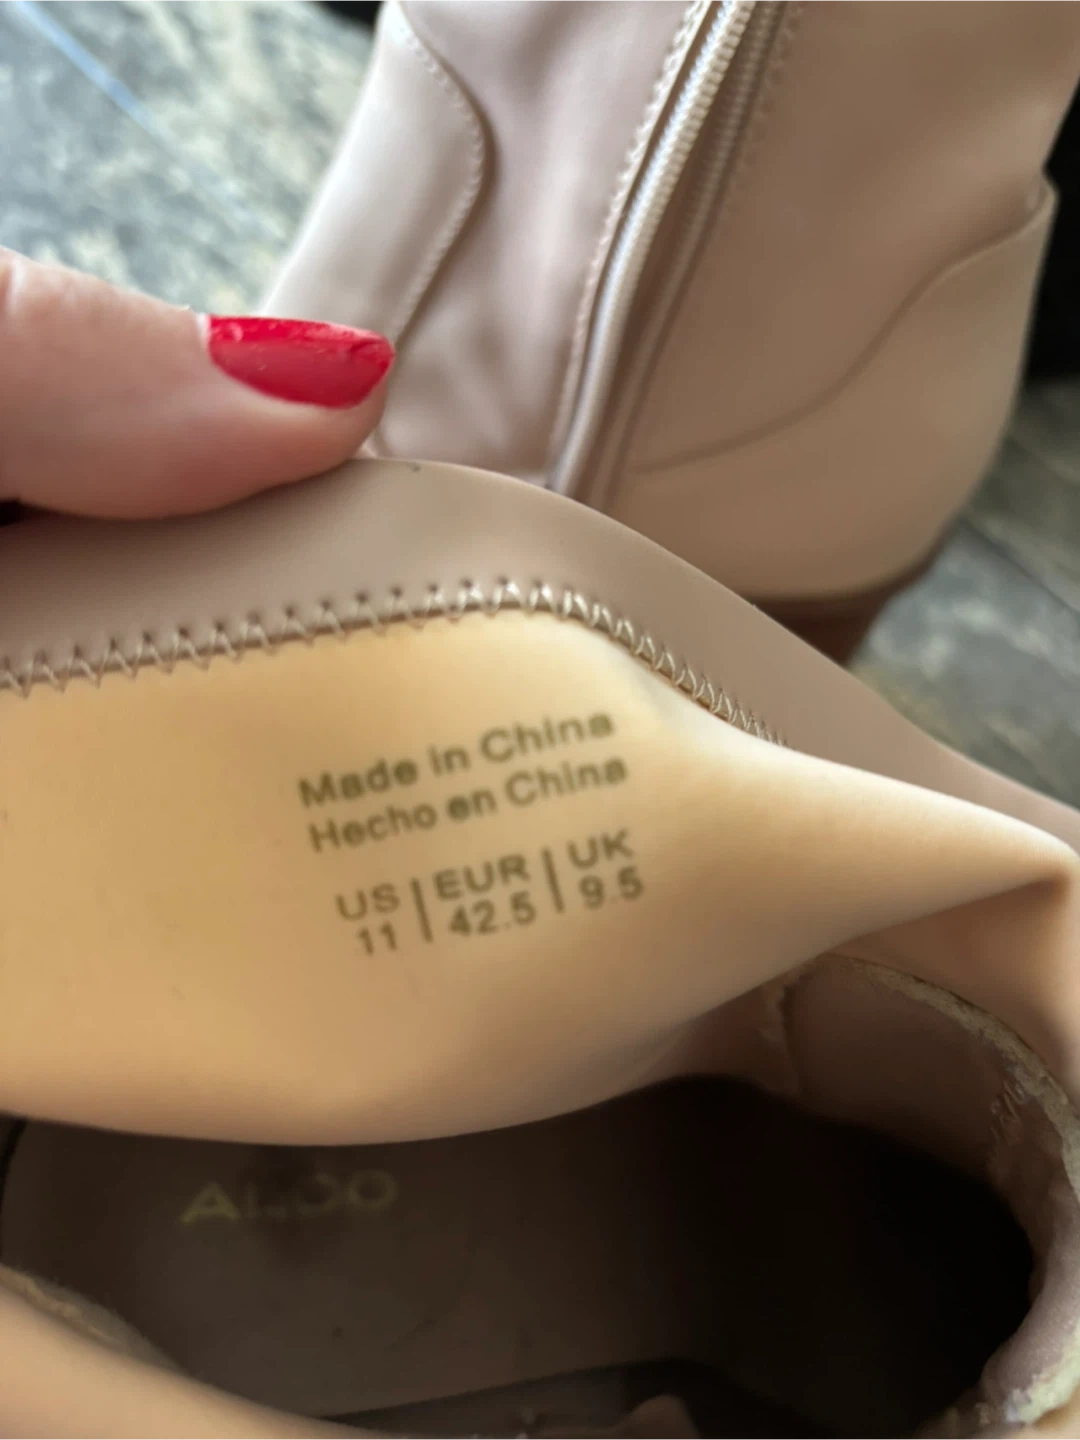 Made in China
Hecho en China
US | EUR | UK
11 | 42.5 | 9.5
ALDO